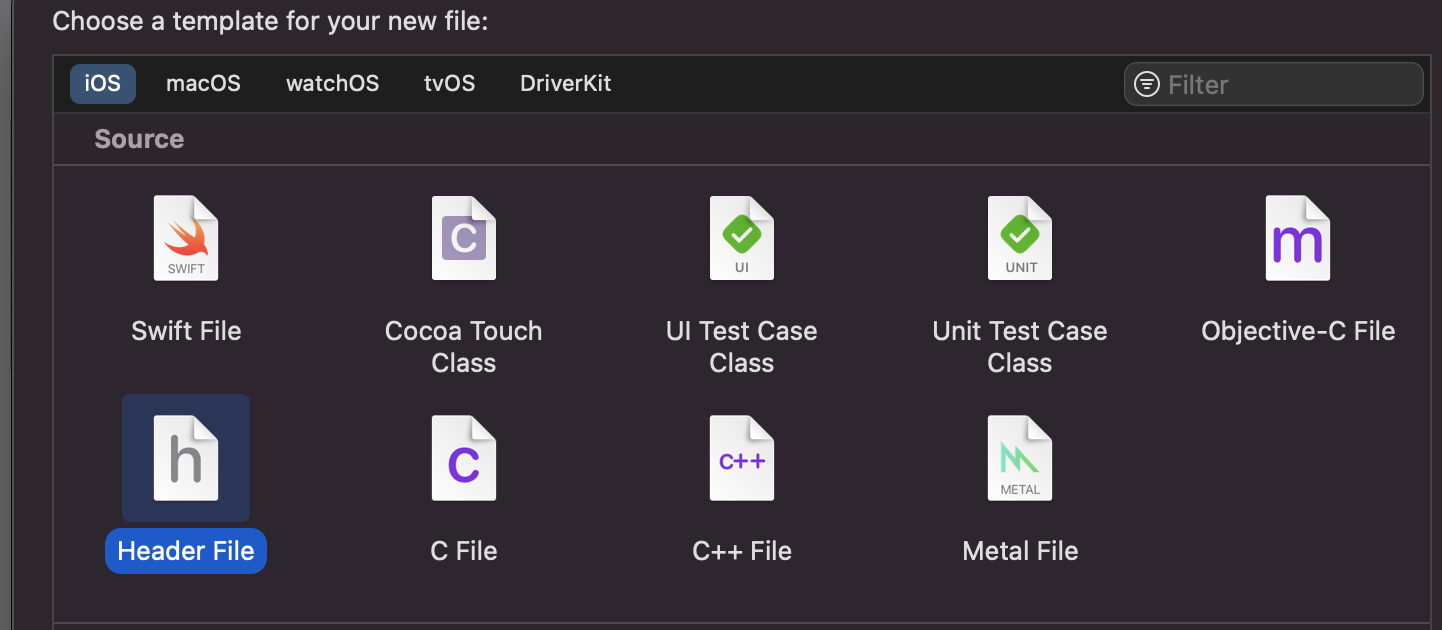 Choose a template for your new file:
iOS macOS watchOS tvOS DriverKit Filter
Source
SWIFT UI UNIT m
C
Swift File Cocoa Touch Class UI Test Case Class Unit Test Case Class Objective-C File
h C C++ METAL
Header File C File C++ File Metal File